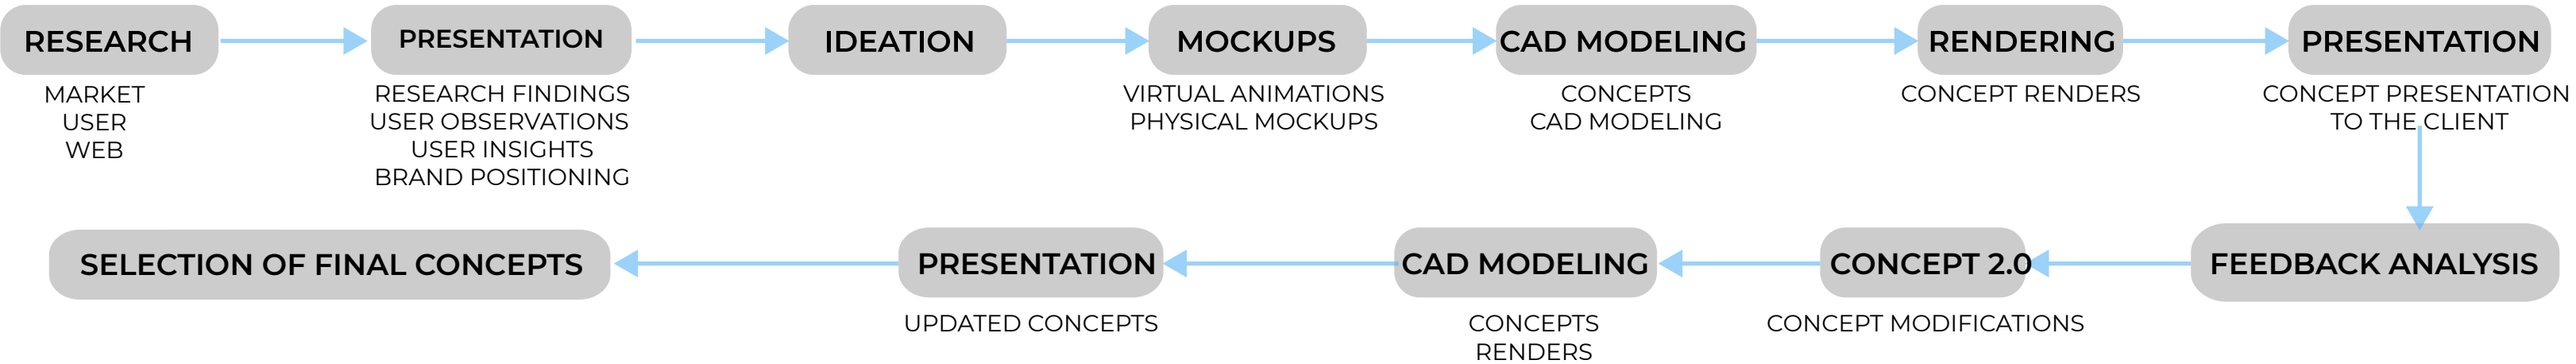 RESEARCH
MARKET
USER
WEB
PRESENTATION
RESEARCH FINDINGS
USER OBSERVATIONS
USER INSIGHTS
BRAND POSITIONING
IDEATION
MOCKUPS
VIRTUAL ANIMATIONS
PHYSICAL MOCKUPS
CAD MODELING
CONCEPTS
CAD MODELING
RENDERING
CONCEPT RENDERS
PRESENTATION
CONCEPT PRESENTATION
TO THE CLIENT
FEEDBACK ANALYSIS
CONCEPT 2.0
CONCEPT MODIFICATIONS
CAD MODELING
CONCEPTS
RENDERS
PRESENTATION
UPDATED CONCEPTS
SELECTION OF FINAL CONCEPTS